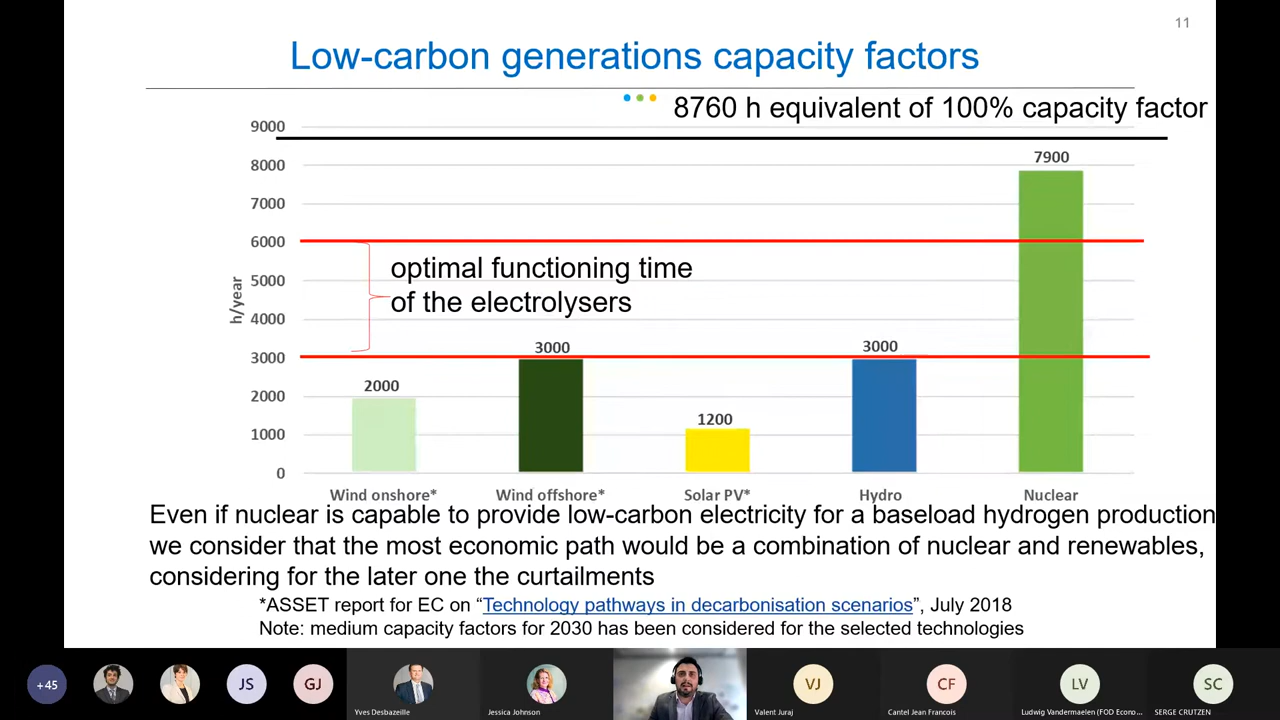 11
Low-carbon generations capacity factors
8760 h equivalent of 100% capacity factor
9000
8000
7000
6000
5000
4000
3000
2000
1000
0
h/year
optimal functioning time
of the electrolysers
2000
3000
1200
3000
7900
Wind onshore*
Wind offshore*
Solar PV*
Hydro
Nuclear
Even if nuclear is capable to provide low-carbon electricity for a baseload hydrogen production
we consider that the most economic path would be a combination of nuclear and renewables,
considering for the later one the curtailments
*ASSET report for EC on “Technology pathways in decarbonisation scenarios”, July 2018
Note: medium capacity factors for 2030 has been considered for the selected technologies
+45
JS
GJ
Yves Desbazeille
Jessica Johnson
VJ
Valent Juraj
CF
Cantel Jean Francois
LV
Ludwig Vandermaelen (FOD Econo...
SC
SERGE CRUTZEN